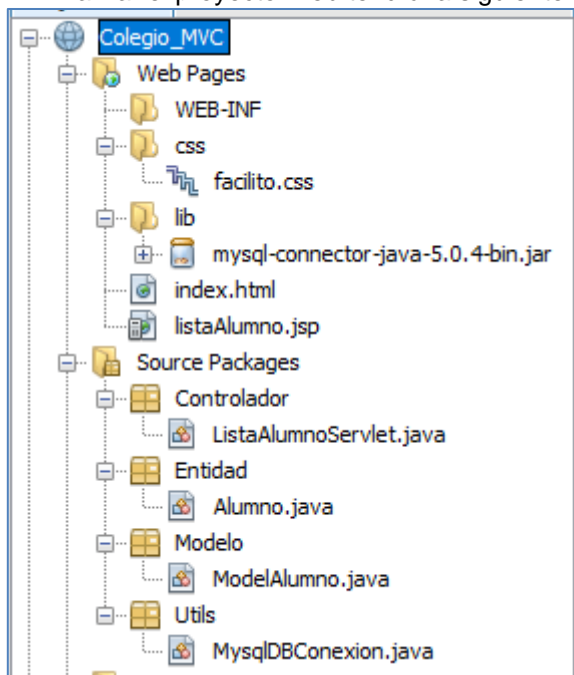 Colegio_MVC
Web Pages
WEB-INF
css
facilito.css
lib
mysql-connector-java-5.0.4-bin.jar
index.html
listaAlumno.jsp
Source Packages
Controlador
ListaAlumnoServlet.java
Entidad
Alumno.java
Modelo
ModelAlumno.java
Utils
MysqlDBConexion.java